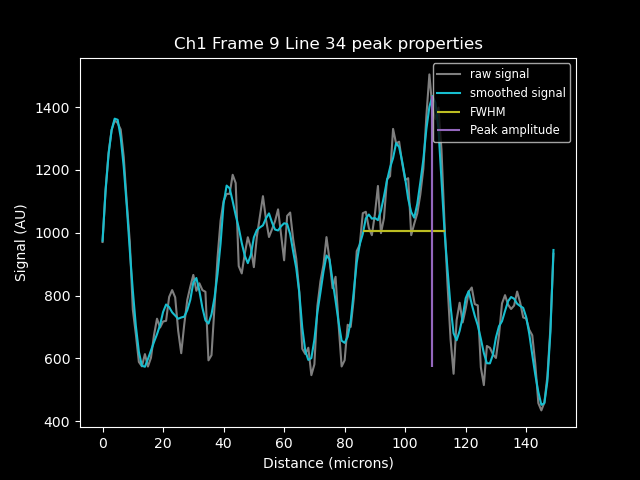 Ch1 Frame 9 Line 34 peak properties
raw signal
smoothed signal
FWHM
Peak amplitude
Signal (AU)
1400
1200
1000
800
600
400
0 20 40 60 80 100 120 140
Distance (microns)